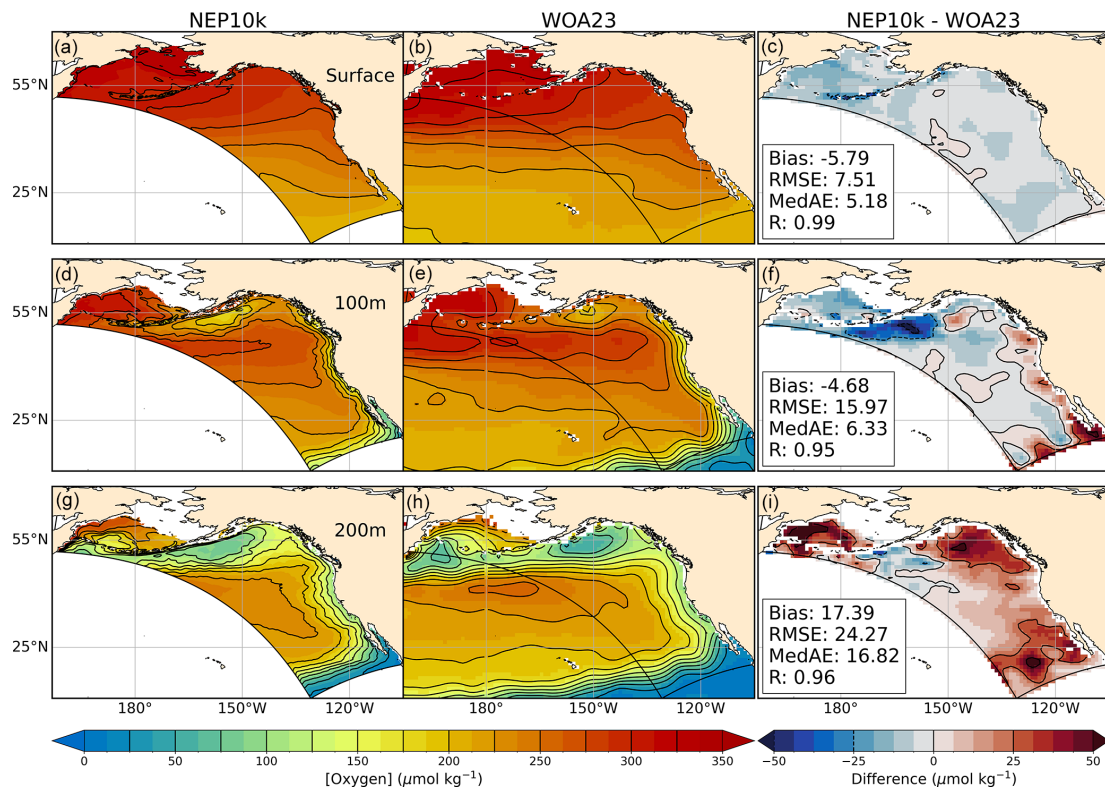 NEP10k WOA23 NEP10k - WOA23
(a) Surface (b) (c)
55°N
25°N
Bias: -5.79
RMSE: 7.51
MedAE: 5.18
R: 0.99
(d) 100m (e) (f)
55°N
25°N
Bias: -4.68
RMSE: 15.97
MedAE: 6.33
R: 0.95
(g) 200m (h) (i)
55°N
25°N
Bias: 17.39
RMSE: 24.27
MedAE: 16.82
R: 0.96
180° 150°W 120°W 180° 150°W 120°W 180° 150°W 120°W
0 50 100 150 200 250 300 350 −50 −25 0 25 50
[Oxygen] (μmol kg⁻¹) Difference (μmol kg⁻¹)